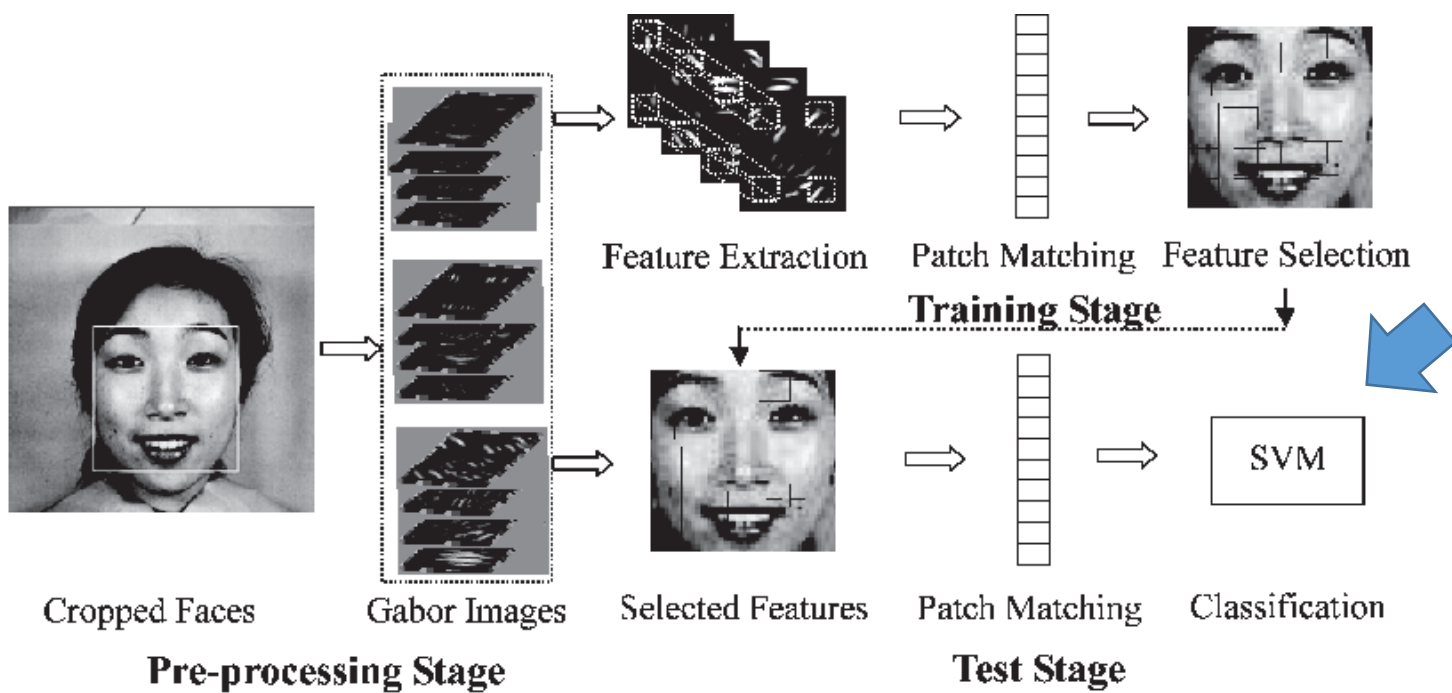 Feature Extraction
Patch Matching
Feature Selection
Training Stage
SVM
Cropped Faces
Gabor Images
Selected Features
Patch Matching
Classification
Pre-processing Stage
Test Stage